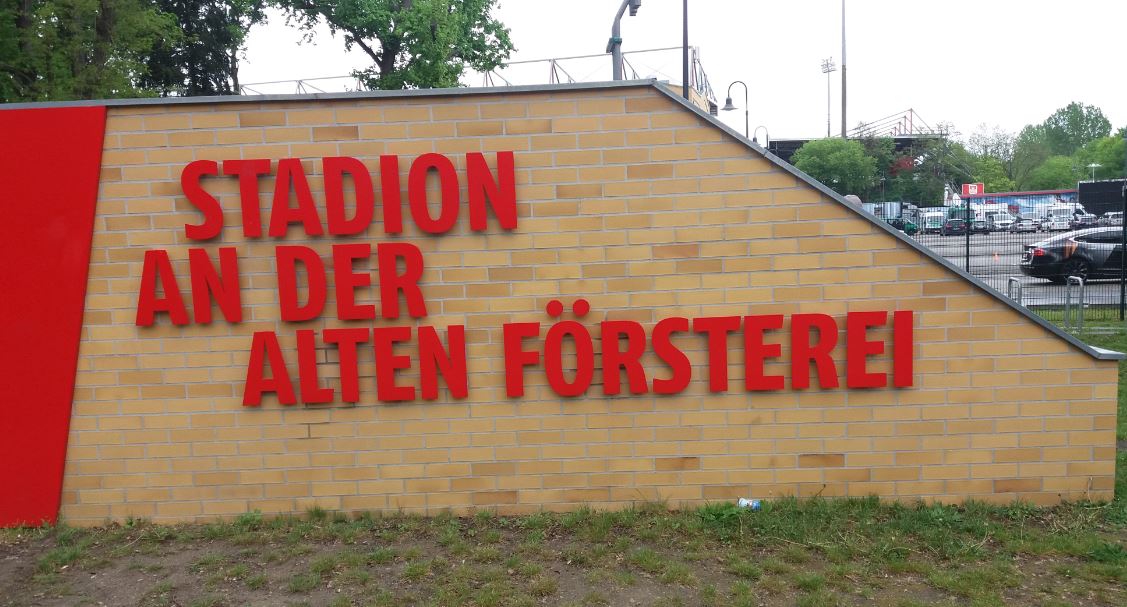 STADION
AN DER
ALTEN FÖRSTEREI